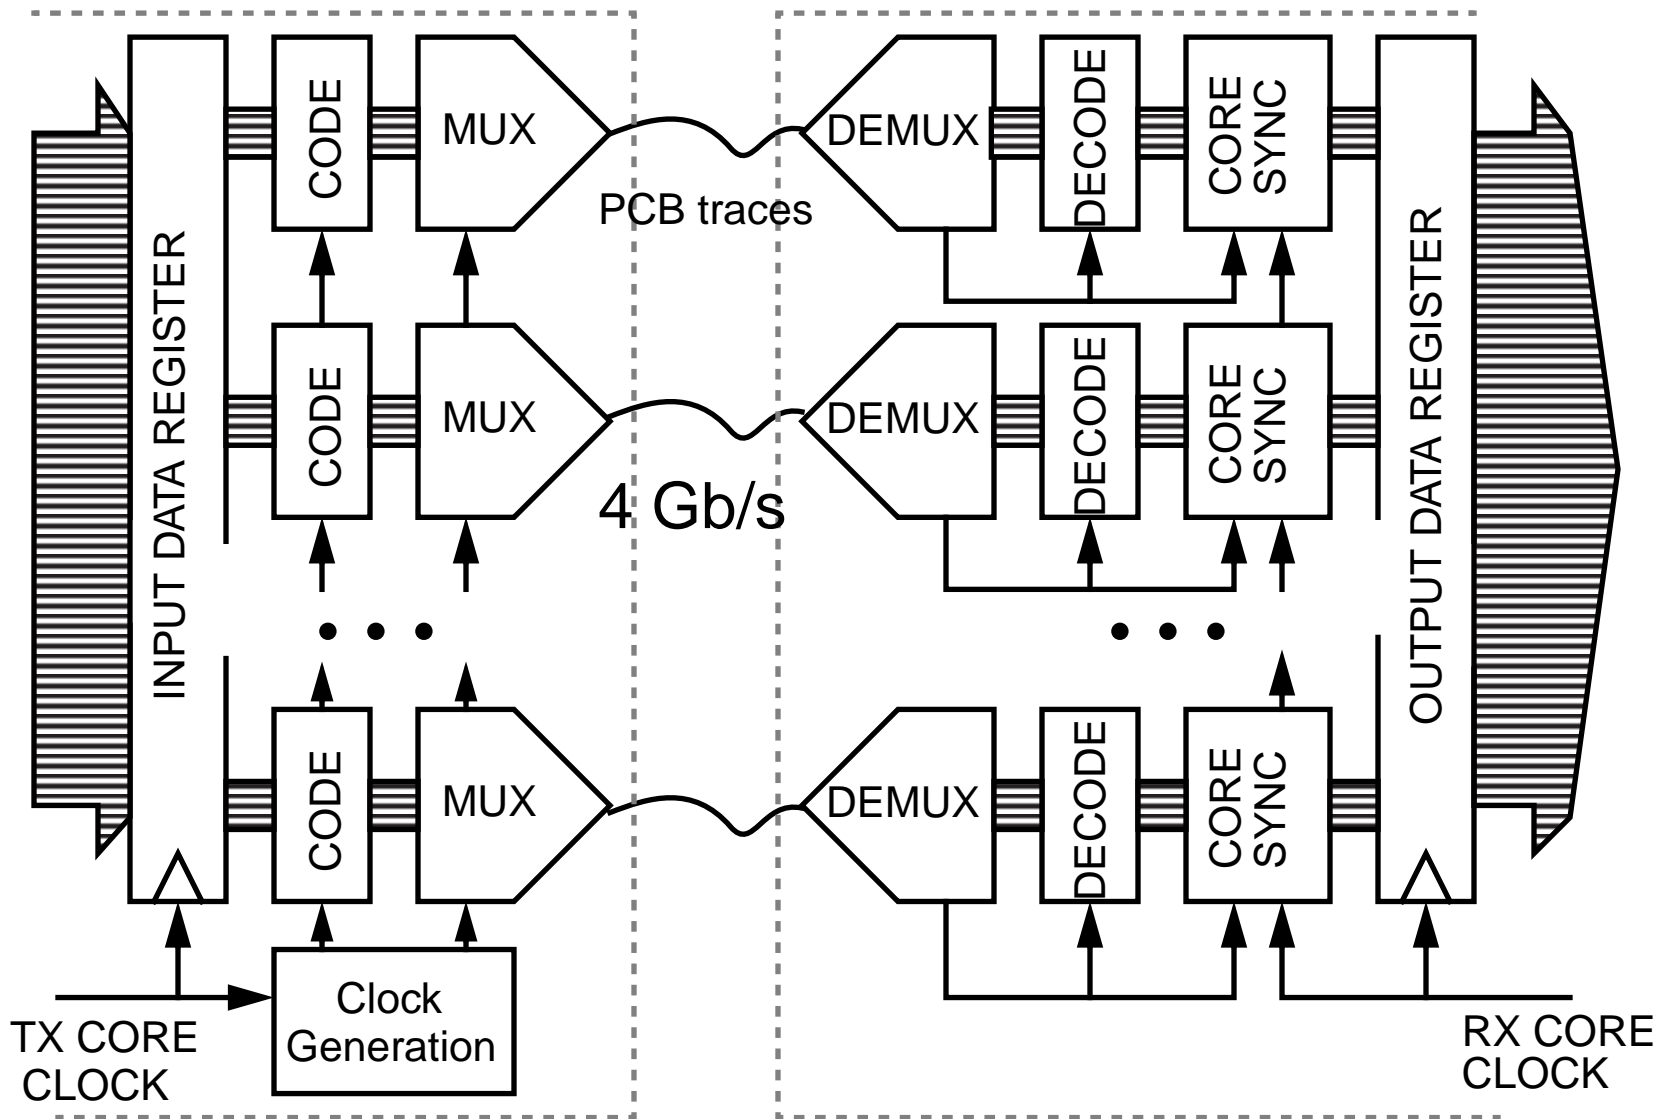 INPUT DATA REGISTER
CODE
MUX
PCB traces
DEMUX
DECODE
CORE
SYNC
OUTPUT DATA REGISTER
CODE
MUX
4 Gb/s
DEMUX
DECODE
CORE
SYNC
CODE
MUX
DEMUX
DECODE
CORE
SYNC
TX CORE
CLOCK
Clock
Generation
RX CORE
CLOCK